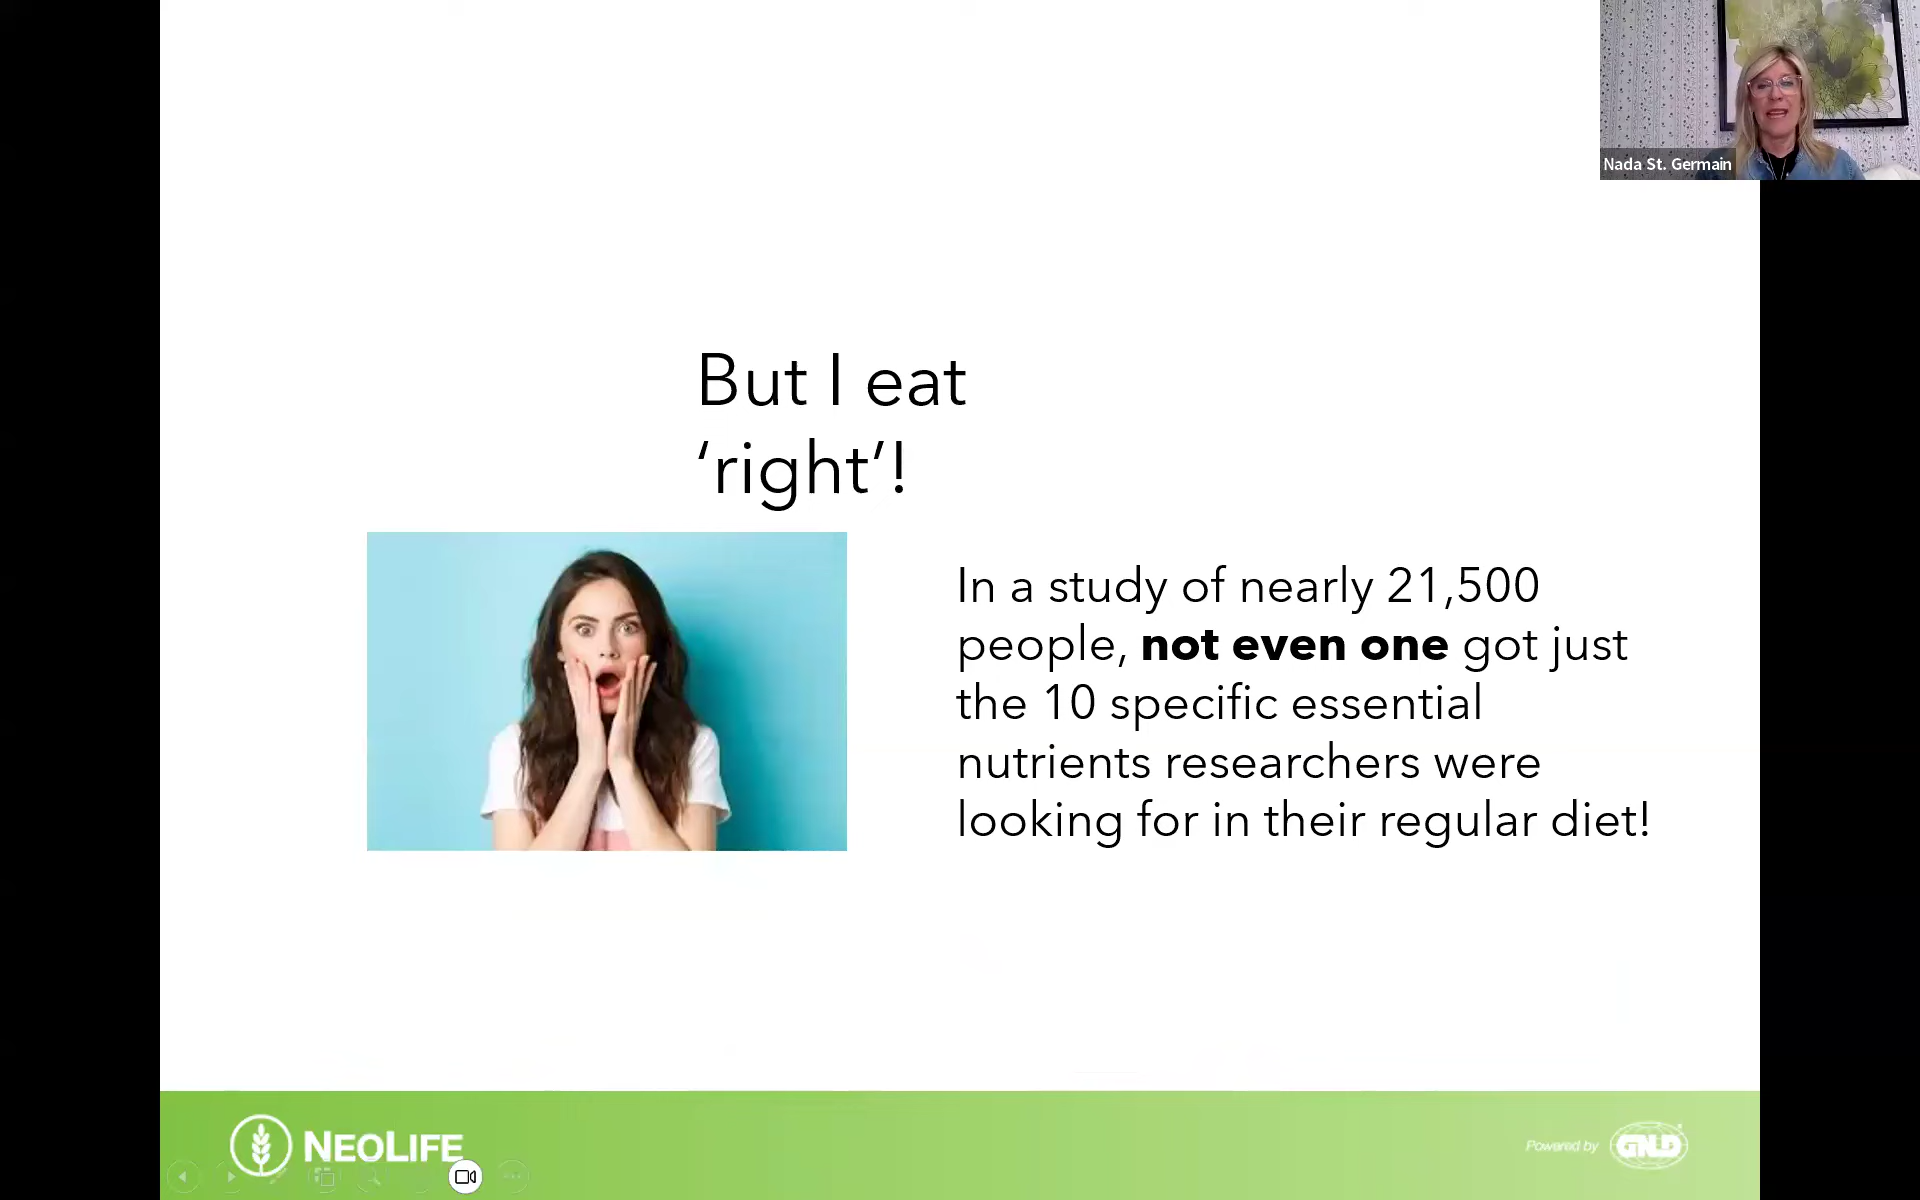 Nada St. Germain
But I eat
‘right’!
In a study of nearly 21,500
people, not even one got just
the 10 specific essential
nutrients researchers were
looking for in their regular diet!
NEOLIFE
Powered by GNLD